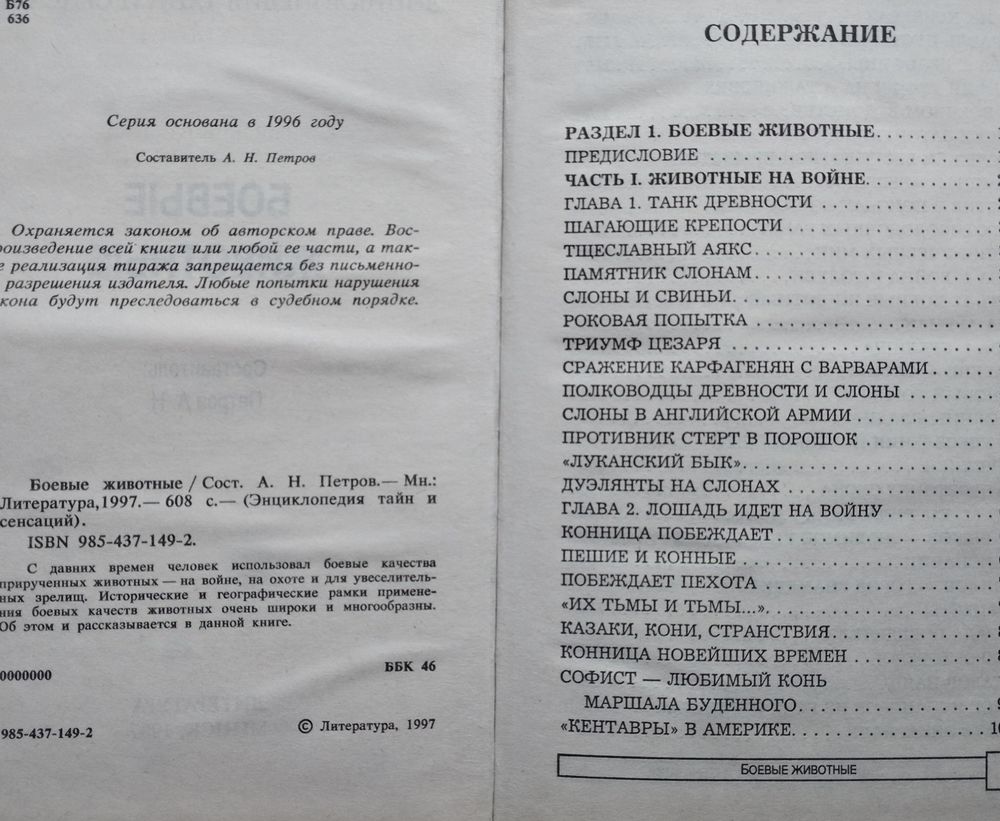 Б76
636
Серия основана в 1996 году
Составитель А. Н. Петров
Охраняется законом об авторском праве. Вос-
роизведение всей книги или любой ее части, а так-
е реализация тиража запрещается без письменно-
разрешения издателя. Любые попытки нарушения
кона будут преследоваться в судебном порядке.
Боевые животные / Сост. А. Н. Петров.— Мн.:
Литература, 1997.— 608 с.— (Энциклопедия тайн и
сенсаций).
ISBN 985-437-149-2.
С давних времен человек использовал боевые качества
прирученных животных — на войне, на охоте и для увеселитель-
ных зрелищ. Исторические и географические рамки примене-
ния боевых качеств животных очень широки и многообразны.
Об этом и рассказывается в данной книге.
0000000
ББК 46
985-437-149-2
© Литература, 1997
СОДЕРЖАНИЕ
РАЗДЕЛ 1. БОЕВЫЕ ЖИВОТНЫЕ
ПРЕДИСЛОВИЕ
ЧАСТЬ I. ЖИВОТНЫЕ НА ВОЙНЕ
ГЛАВА 1. ТАНК ДРЕВНОСТИ
ШАГАЮЩИЕ КРЕПОСТИ
ТЩЕСЛАВНЫЙ АЯКС
ПАМЯТНИК СЛОНАМ
СЛОНЫ И СВИНЬИ
РОКОВАЯ ПОПЫТКА
ТРИУМФ ЦЕЗАРЯ
СРАЖЕНИЕ КАРФАГЕНЯН С ВАРВАРАМИ
ПОЛКОВОДЦЫ ДРЕВНОСТИ И СЛОНЫ
СЛОНЫ В АНГЛИЙСКОЙ АРМИИ
ПРОТИВНИК СТЕРТ В ПОРОШОК
«ЛУКАНСКИЙ БЫК»
ДУЭЛЯНТЫ НА СЛОНАХ
ГЛАВА 2. ЛОШАДЬ ИДЕТ НА ВОЙНУ
КОННИЦА ПОБЕЖДАЕТ
ПЕШИЕ И КОННЫЕ
ПОБЕЖДАЕТ ПЕХОТА
«ИХ ТЬМЫ И ТЬМЫ...»
КАЗАКИ, КОНИ, СТРАНСТВИЯ
КОННИЦА НОВЕЙШИХ ВРЕМЕН
СОФИСТ — ЛЮБИМЫЙ КОНЬ
МАРШАЛА БУДЕННОГО
«КЕНТАВРЫ» В АМЕРИКЕ
БОЕВЫЕ ЖИВОТНЫЕ